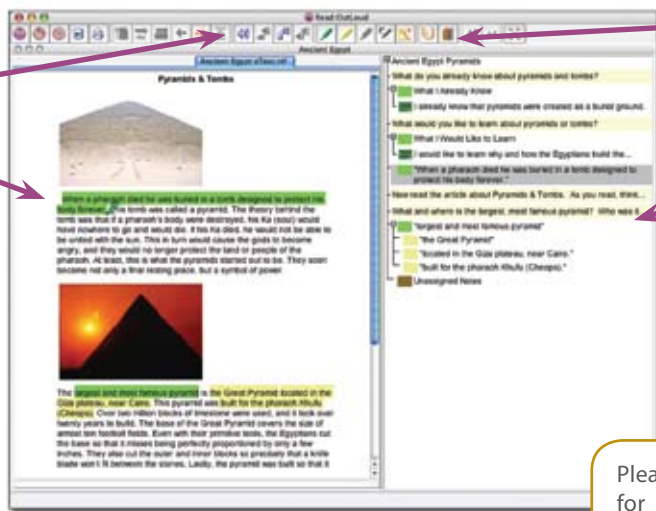 Read:OutLoud
Ancient Egypt
Ancient Egypt eText.rtf
Pyramids & Tombs
When a pharaoh died he was buried in a tomb designed to protect his
body forever. This tomb was called a pyramid. The theory behind the
tomb was that if a pharaoh's body were destroyed, his Ka (soul) would
have nowhere to go and would die. If his Ka died, he would not be able to
be united with the sun. This in turn would cause the gods to become
angry, and they would no longer protect the land or people of the
pharaoh. At least, this is what the pyramids started out to be. They soon
became not only a final resting place, but a symbol of power.
The largest and most famous pyramid is the Great Pyramid located in the
Giza plateau, near Cairo. This pyramid was built for the pharaoh Khufu
(Cheops). Over two million blocks of limestone were used, and it took over
twenty years to build. The base of the Great Pyramid covers the size of
almost ten football fields. Even with their primitive tools, the Egyptians cut
the base so that it misses being perfectly proportioned by only a few
inches. They also cut the outer and inner blocks so precisely that a knife
blade won't fit between the stones. Lastly, the pyramid was built so that it
Ancient Egypt Pyramids
What do you already know about pyramids and tombs?
What I Already Know
I already know that pyramids were created as a burial ground.
What would you like to learn about pyramids or tombs?
What I Would Like to Learn
I would like to learn why and how the Egyptians build the...
"When a pharaoh died he was buried in a tomb designed to
protect his body forever."
Now read the article about Pyramids & Tombs. As you read, think...
What and where is the largest, most famous pyramid? Who was it
"largest and most famous pyramid"
"the Great Pyramid"
"located in the Giza plateau, near Cairo."
"built for the pharaoh Khufu (Cheops)."
Unassigned Notes
Plea
for